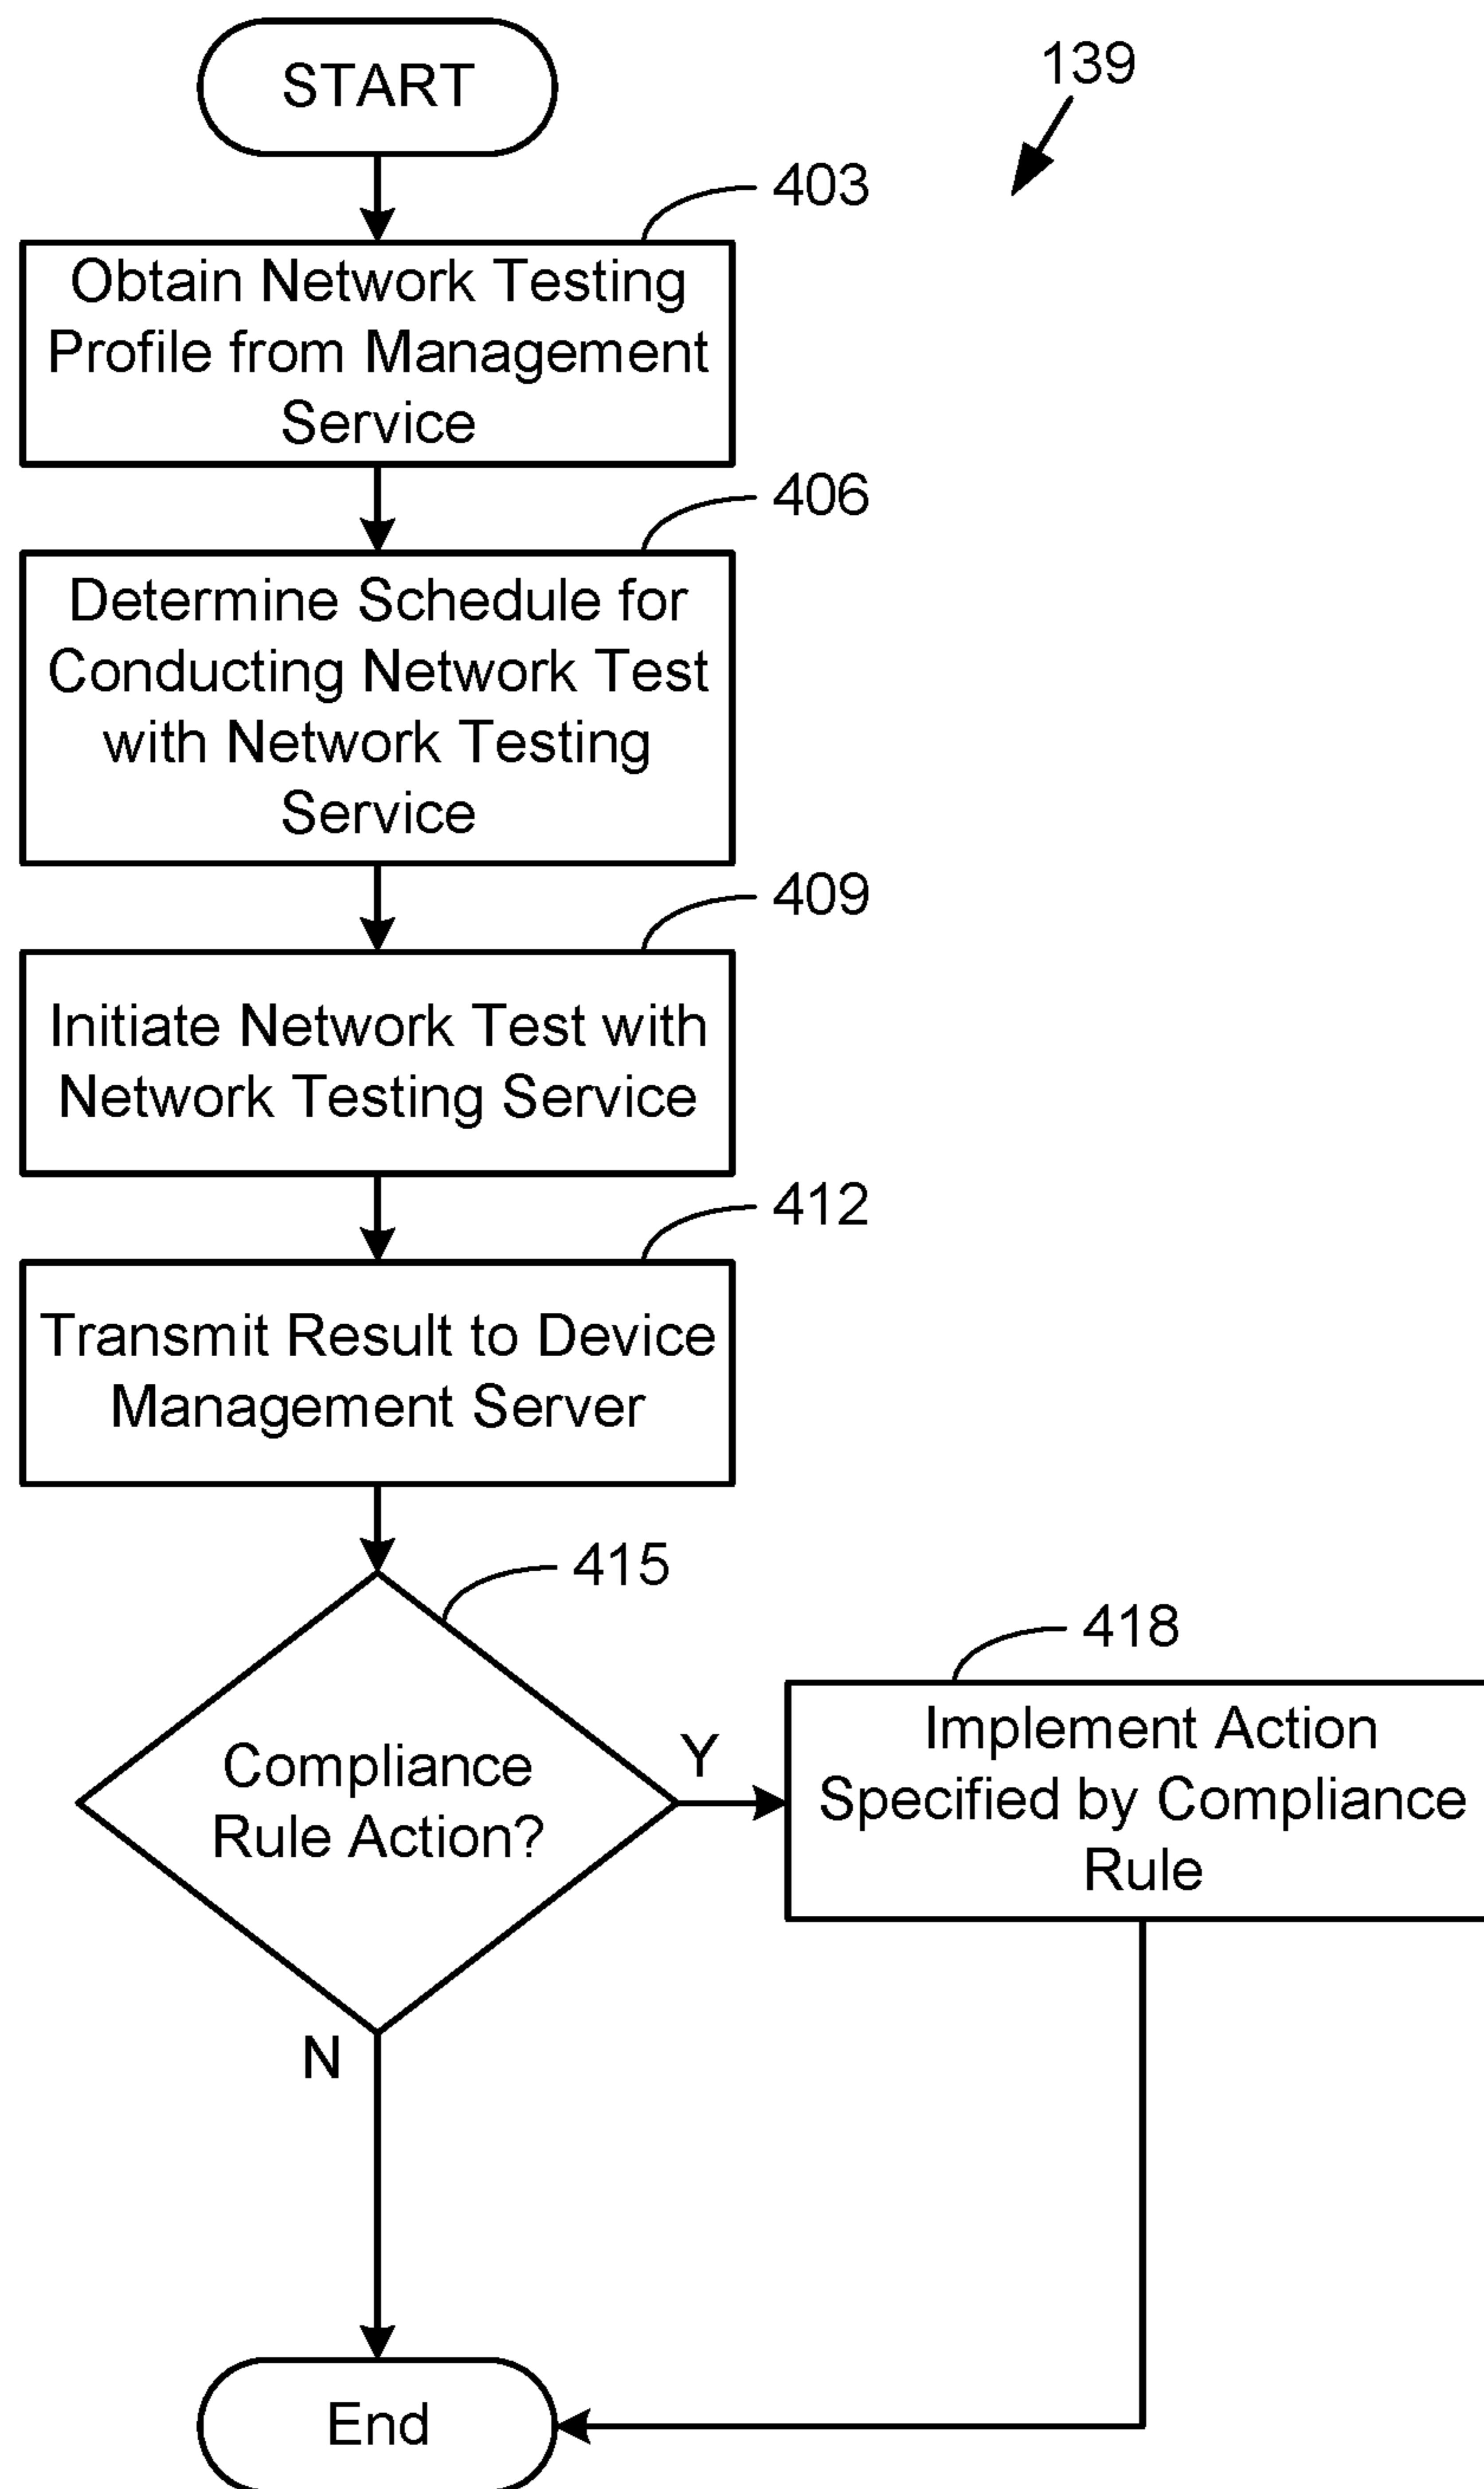 START
139
403
Obtain Network Testing
Profile from Management
Service
406
Determine Schedule for
Conducting Network Test
with Network Testing
Service
409
Initiate Network Test with
Network Testing Service
412
Transmit Result to Device
Management Server
415
Compliance
Rule Action?
Y
418
Implement Action
Specified by Compliance
Rule
N
End